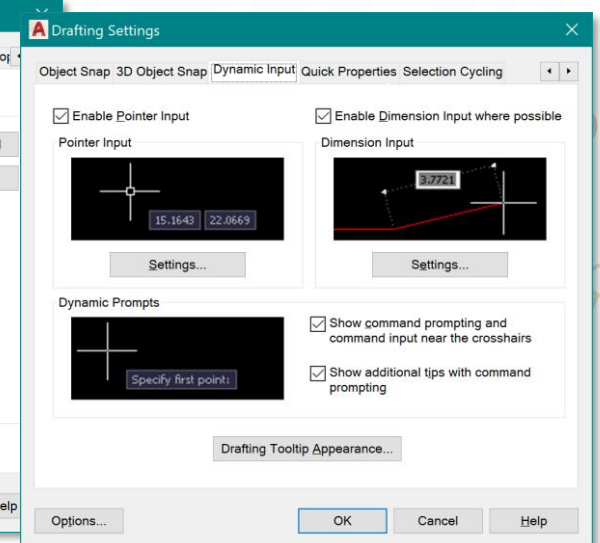 A Drafting Settings
Object Snap 3D Object Snap Dynamic Input Quick Properties Selection Cycling
Enable Pointer Input
Enable Dimension Input where possible
Pointer Input
15.1643 22.0669
Settings...
Dimension Input
3.7721
Settings...
Dynamic Prompts
Specify first point:
Show command prompting and
command input near the crosshairs
Show additional tips with command
prompting
Drafting Tooltip Appearance...
Options...
OK
Cancel
Help